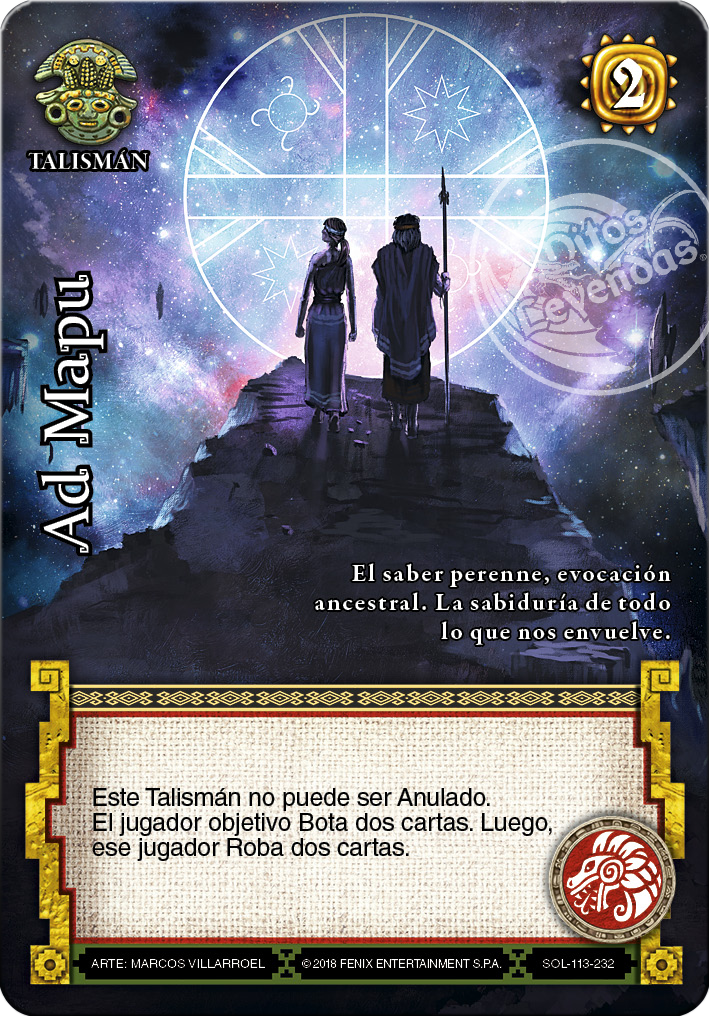 2
TALISMÁN
Mitos
Leyendas
Ad Mapu
El saber perenne, evocación
ancestral. La sabiduría de todo
lo que nos envuelve.
Este Talismán no puede ser Anulado.
El jugador objetivo Bota dos cartas. Luego,
ese jugador Roba dos cartas.
ARTE: MARCOS VILLARROEL
© 2018 FENIX ENTERTAINMENT S.P.A.
SOL-113-232